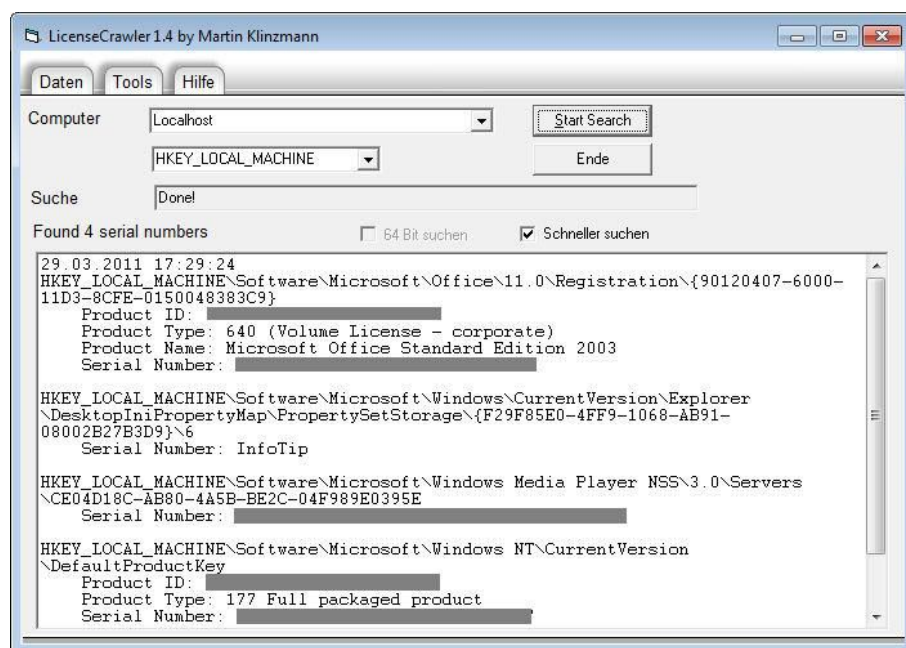 LicenseCrawler 1.4 by Martin Klinzmann
Daten Tools Hilfe
Computer Localhost Start Search
HKEY_LOCAL_MACHINE Ende
Suche Done!
Found 4 serial numbers 64 Bit suchen Schneller suchen
29.03.2011 17:29:24
HKEY_LOCAL_MACHINE\Software\Microsoft\Office\11.0\Registration\{90120407-6000-
11D3-8CFE-0150048383C9}
Product ID:
Product Type: 640 (Volume License - corporate)
Product Name: Microsoft Office Standard Edition 2003
Serial Number:
HKEY_LOCAL_MACHINE\Software\Microsoft\Windows\CurrentVersion\Explorer
\DesktopIniPropertyMap\PropertySetStorage\{F29F85E0-4FF9-1068-AB91-
08002B27B3D9}\6
Serial Number: InfoTip
HKEY_LOCAL_MACHINE\Software\Microsoft\Windows Media Player NSS\3.0\Servers
\CE04D18C-AB80-4A5B-BE2C-04F989E0395E
Serial Number:
HKEY_LOCAL_MACHINE\Software\Microsoft\Windows NT\CurrentVersion
\DefaultProductKey
Product ID:
Product Type: 177 Full packaged product
Serial Number: